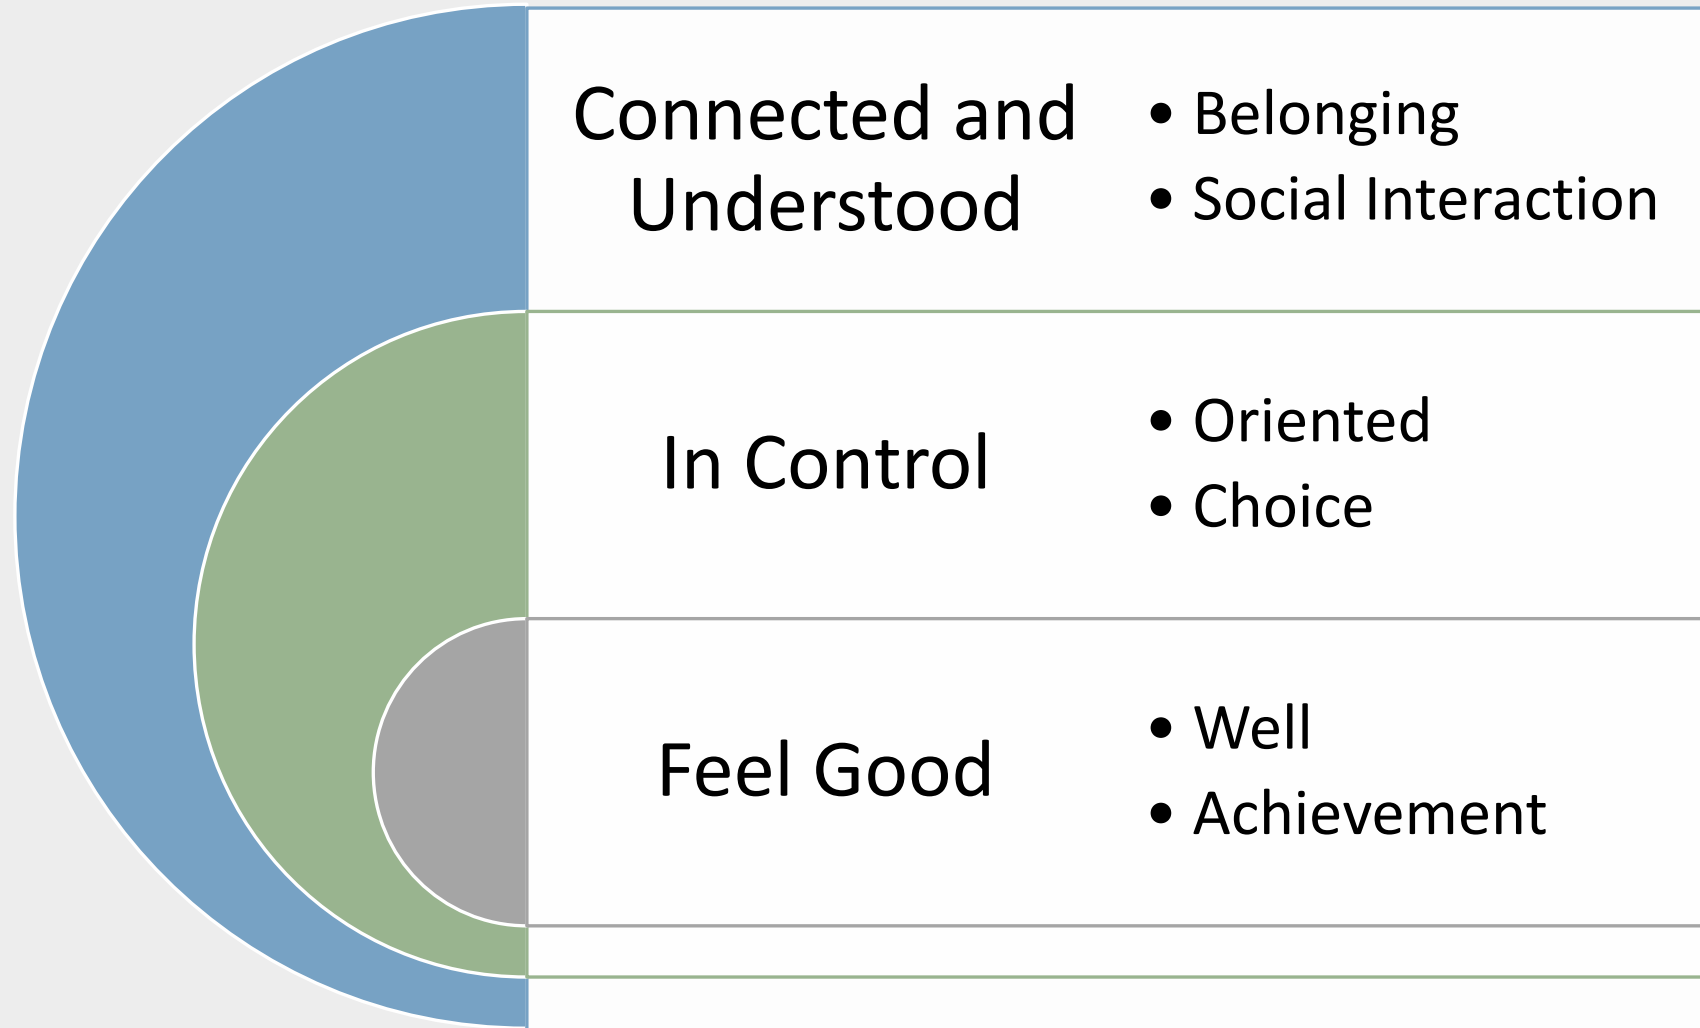 Connected and
Understood
• Belonging
• Social Interaction
In Control
• Oriented
• Choice
Feel Good
• Well
• Achievement